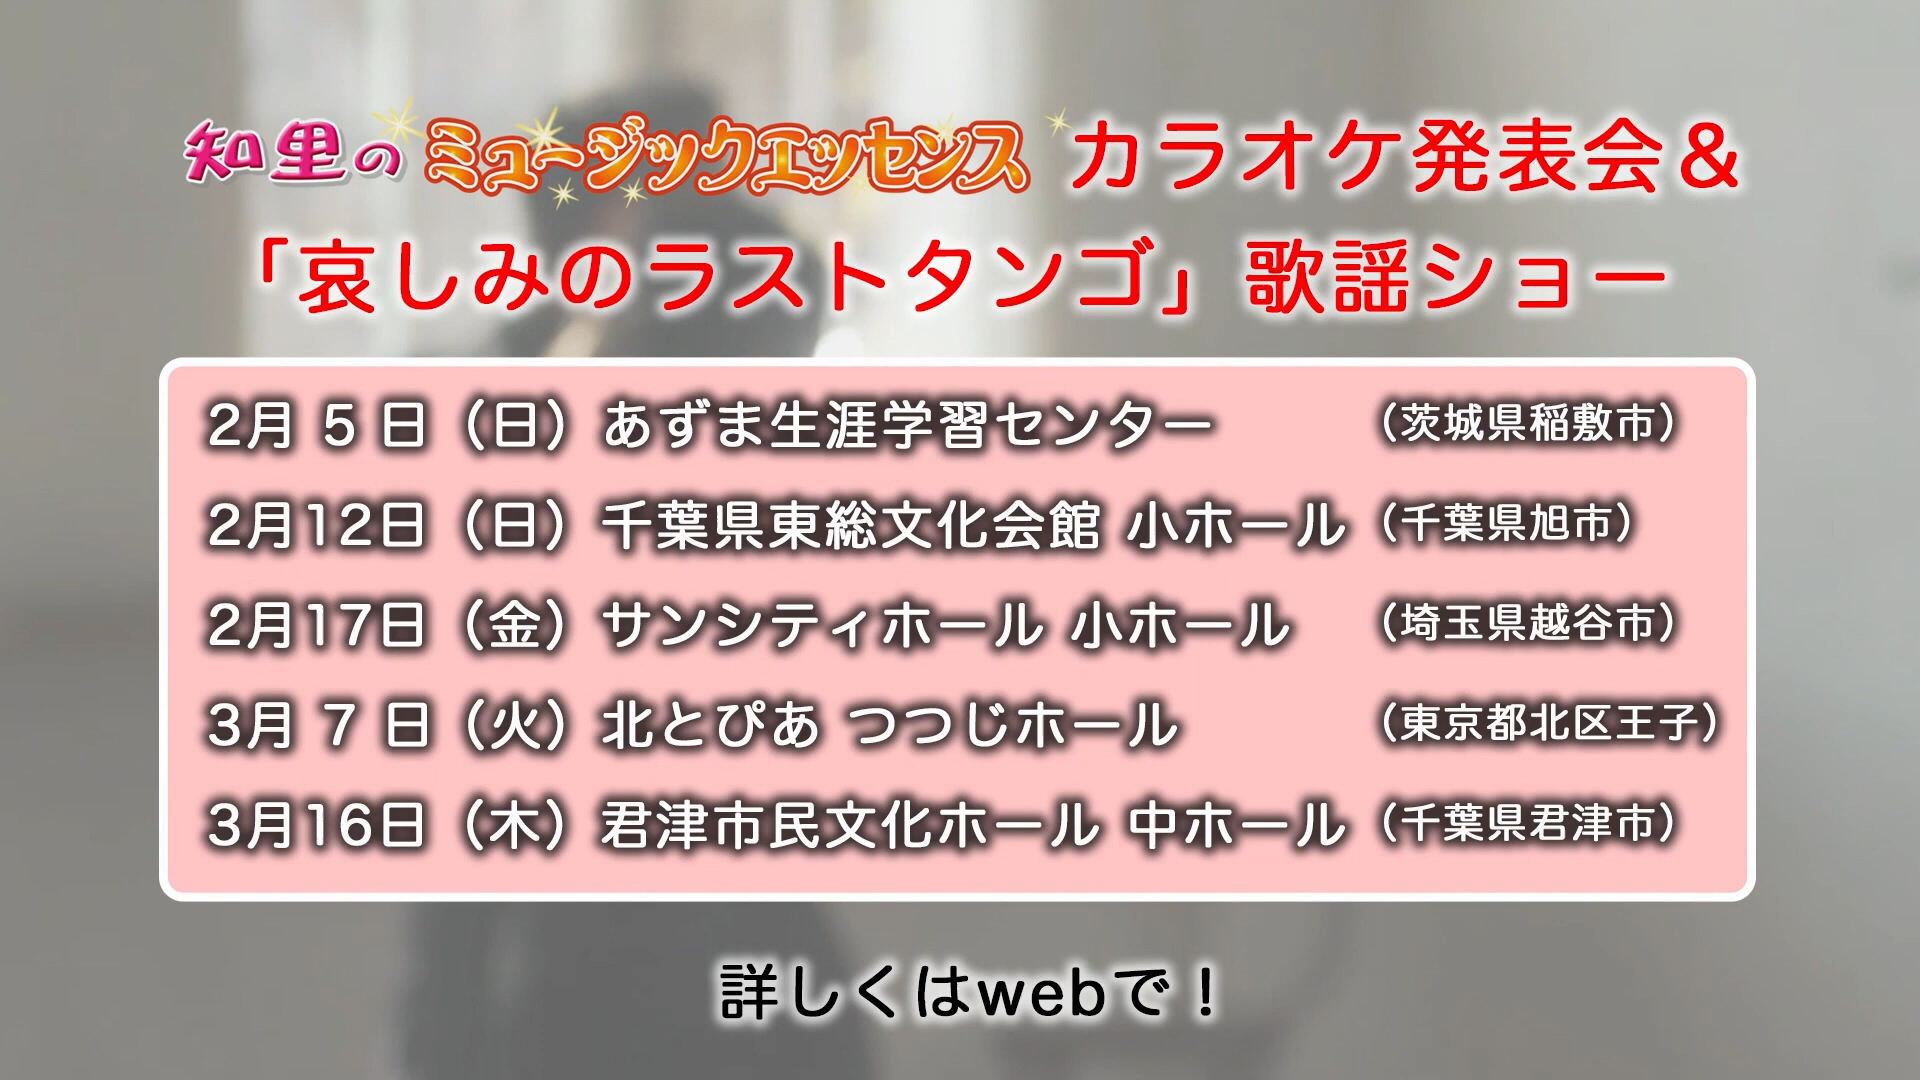 知里のミュージックエッセンス カラオケ発表会＆
「哀しみのラストタンゴ」歌謡ショー
2月 5 日（日）あずま生涯学習センター （茨城県稲敷市）
2月12日（日）千葉県東総文化会館 小ホール （千葉県旭市）
2月17日（金）サンシティホール 小ホール （埼玉県越谷市）
3月 7 日（火）北とぴあ つつじホール （東京都北区王子）
3月16日（木）君津市民文化ホール 中ホール （千葉県君津市）
詳しくはwebで！